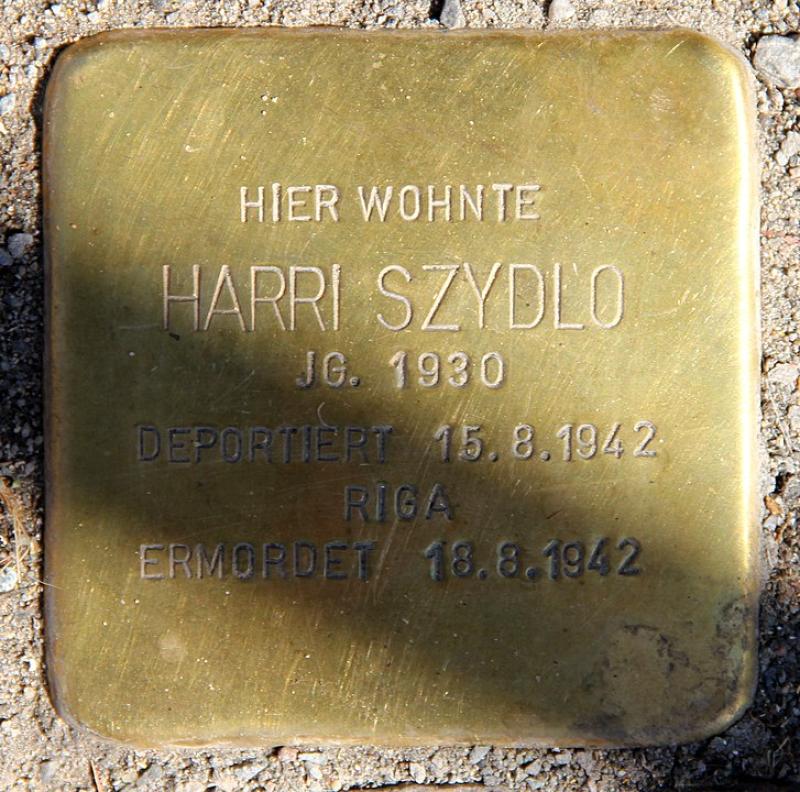 HIER WOHNTE
HARRI SZYDLO
JG. 1930
DEPORTIERT 15.8.1942
RIGA
ERMORDET 18.8.1942